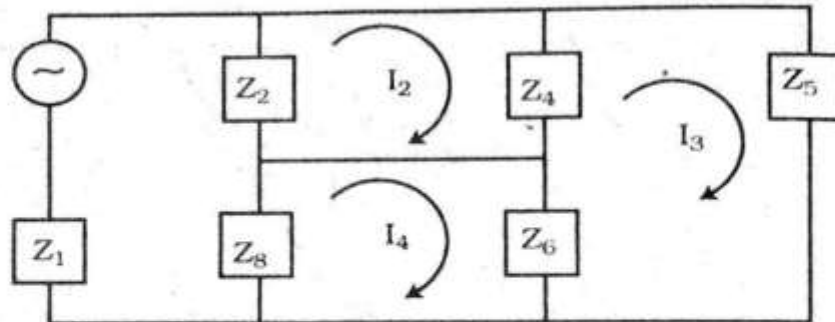 ~
Z₂
I₂
Z₄
Z₅
I₃
Z₁
Z₈
I₄
Z₆